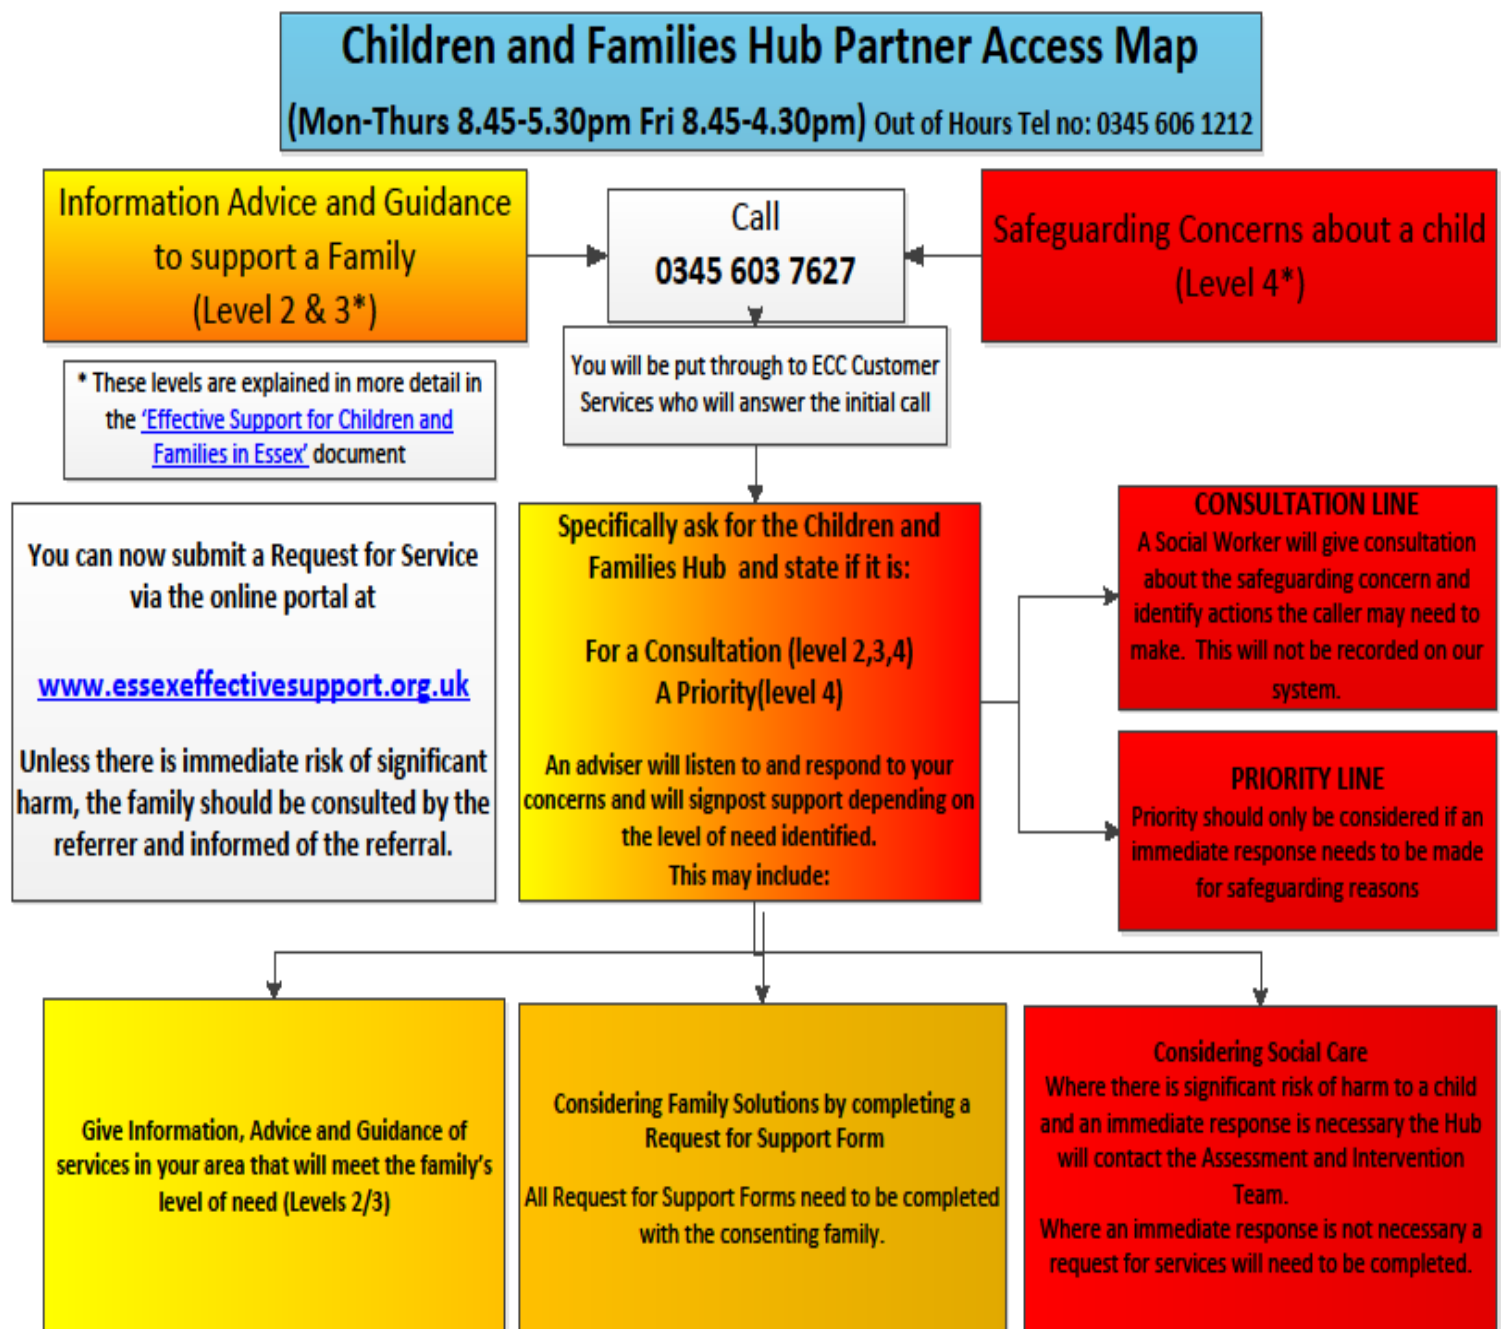 Children and Families Hub Partner Access Map
(Mon-Thurs 8.45-5.30pm Fri 8.45-4.30pm) Out of Hours Tel no: 0345 606 1212
Information Advice and Guidance
to support a Family
(Level 2 & 3*)
Call
0345 603 7627
Safeguarding Concerns about a child
(Level 4*)
You will be put through to ECC Customer
Services who will answer the initial call
* These levels are explained in more detail in
the ‘Effective Support for Children and
Families in Essex’ document
You can now submit a Request for Service
via the online portal at
www.essexeffectivesupport.org.uk
Unless there is immediate risk of significant
harm, the family should be consulted by the
referrer and informed of the referral.
Specifically ask for the Children and
Families Hub and state if it is:
For a Consultation (level 2,3,4)
A Priority(level 4)
An adviser will listen to and respond to your
concerns and will signpost support depending on
the level of need identified.
This may include:
CONSULTATION LINE
A Social Worker will give consultation
about the safeguarding concern and
identify actions the caller may need to
make. This will not be recorded on our
system.
PRIORITY LINE
Priority should only be considered if an
immediate response needs to be made
for safeguarding reasons
Give Information, Advice and Guidance of
services in your area that will meet the family’s
level of need (Levels 2/3)
Considering Family Solutions by completing a
Request for Support Form
All Request for Support Forms need to be completed
with the consenting family.
Considering Social Care
Where there is significant risk of harm to a child
and an immediate response is necessary the Hub
will contact the Assessment and Intervention
Team.
Where an immediate response is not necessary a
request for services will need to be completed.